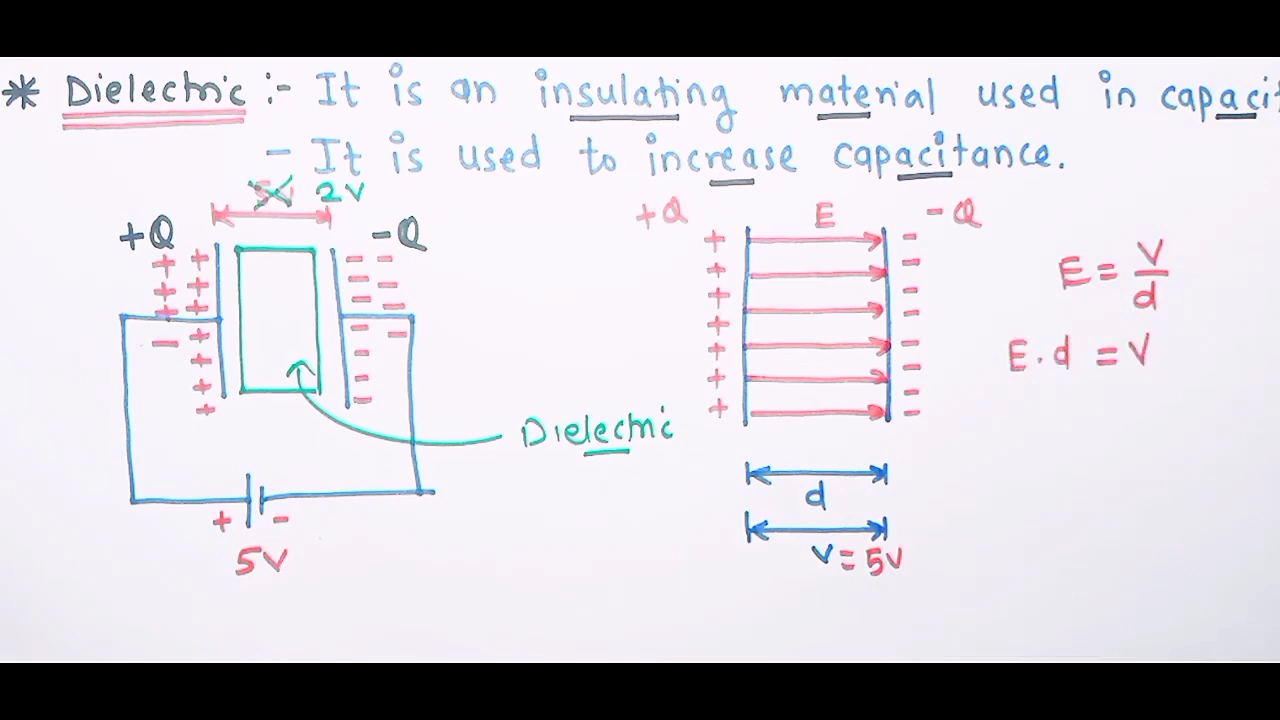 * Dielectric :- It is an insulating material used in capacit
- It is used to increase capacitance.
5V 2V
+Q -Q
+Q E -Q
E = V/d
E.d = V
Dielectric
d
+ -
5V
V = 5V